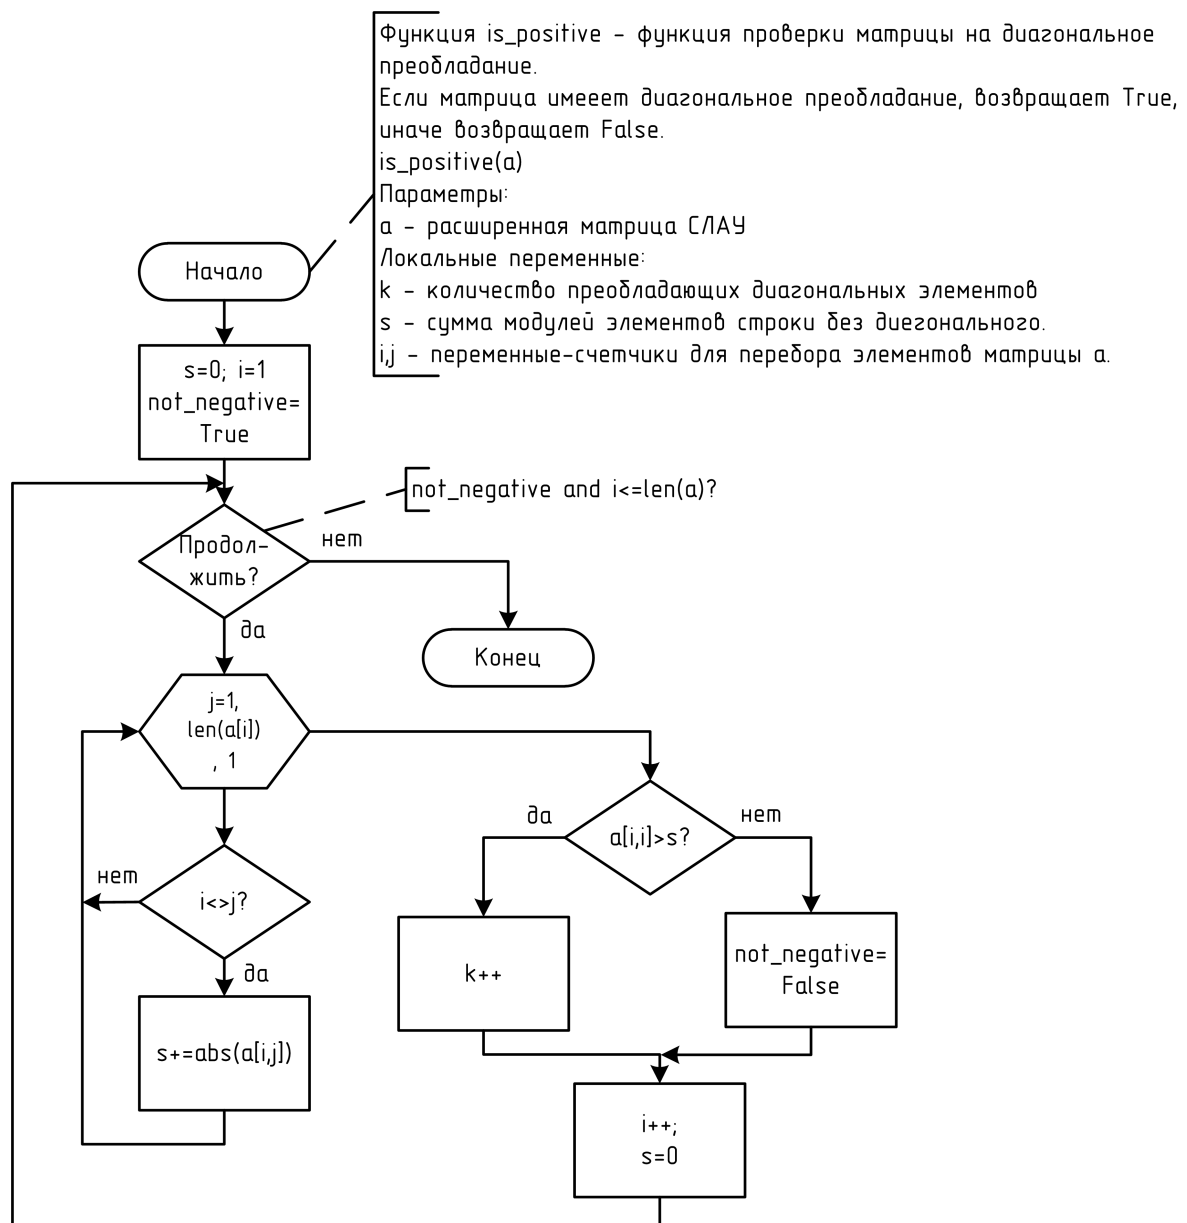 Функция is_positive - функция проверки матрицы на диагональное
преобладание.
Если матрица имееет диагональное преобладание, возвращает True,
иначе возвращает False.
is_positive(a)
Параметры:
a - расширенная матрица СЛАУ
Локальные переменные:
k - количество преобладающих диагональных элементов
s - сумма модулей элементов строки без диегонального.
i,j - переменные-счетчики для перебора элементов матрицы a.
Начало
s=0; i=1
not_negative=
True
not_negative and i<=len(a)?
Продол-
жить?
нет
да
Конец
j=1,
len(a[i])
, 1
a[i,i]>s?
да
нет
i<>j?
нет
да
k++
not_negative=
False
s+=abs(a[i,j])
i++;
s=0